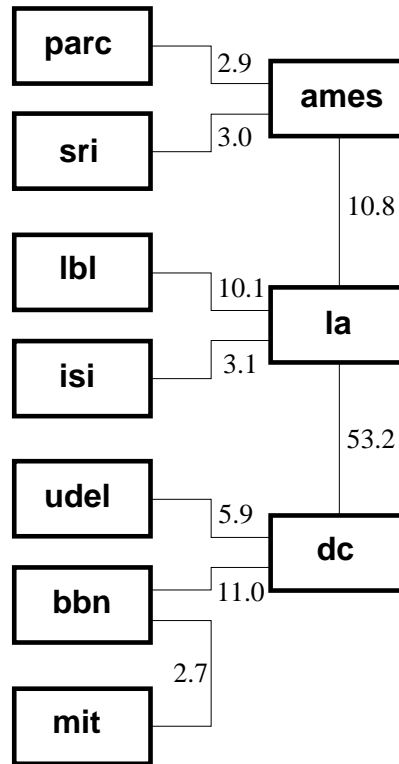 parc
2.9
ames
sri
3.0
10.8
lbl
10.1
la
isi
3.1
53.2
udel
5.9
dc
bbn
11.0
2.7
mit